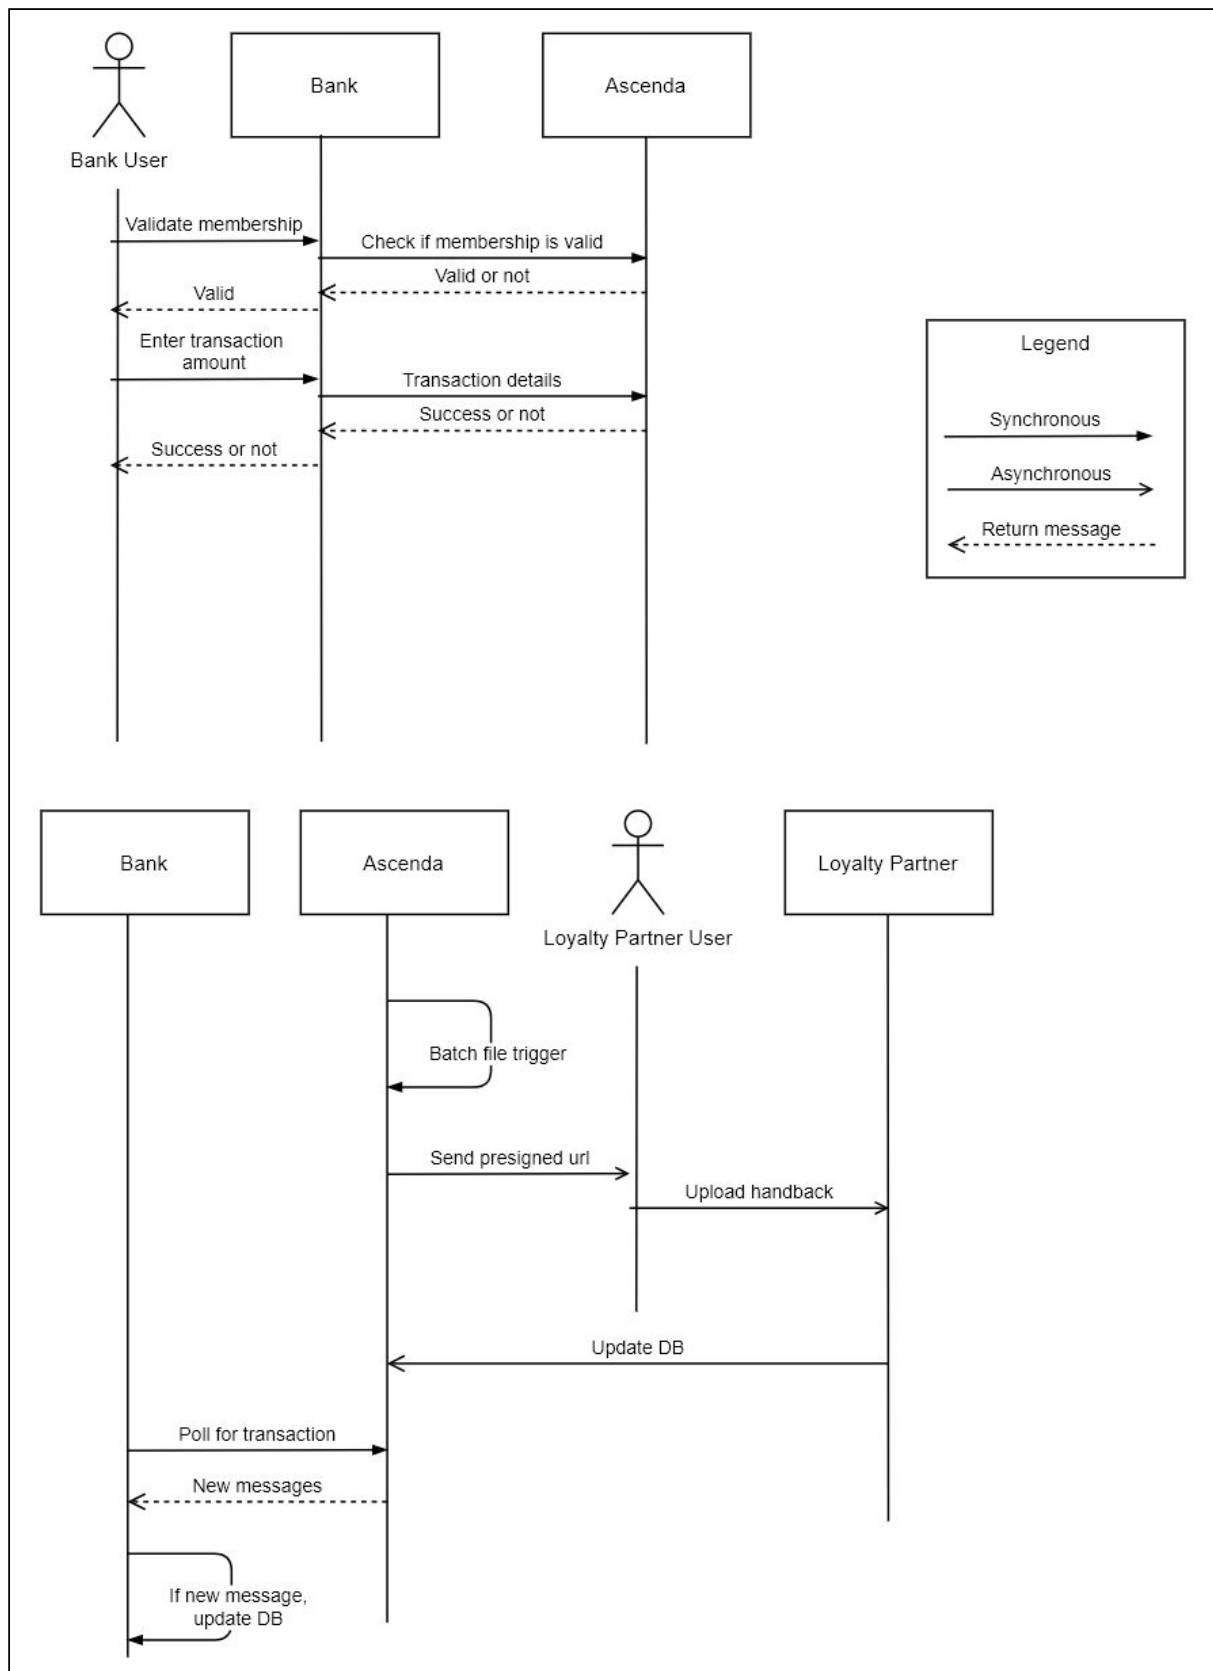 Bank
Ascenda
Bank User
Validate membership
Check if membership is valid
Valid or not
Valid
Enter transaction
amount
Transaction details
Success or not
Success or not
Legend
Synchronous
Asynchronous
Return message
Bank
Ascenda
Loyalty Partner
Loyalty Partner User
Batch file trigger
Send presigned url
Upload handback
Update DB
Poll for transaction
New messages
If new message,
update DB